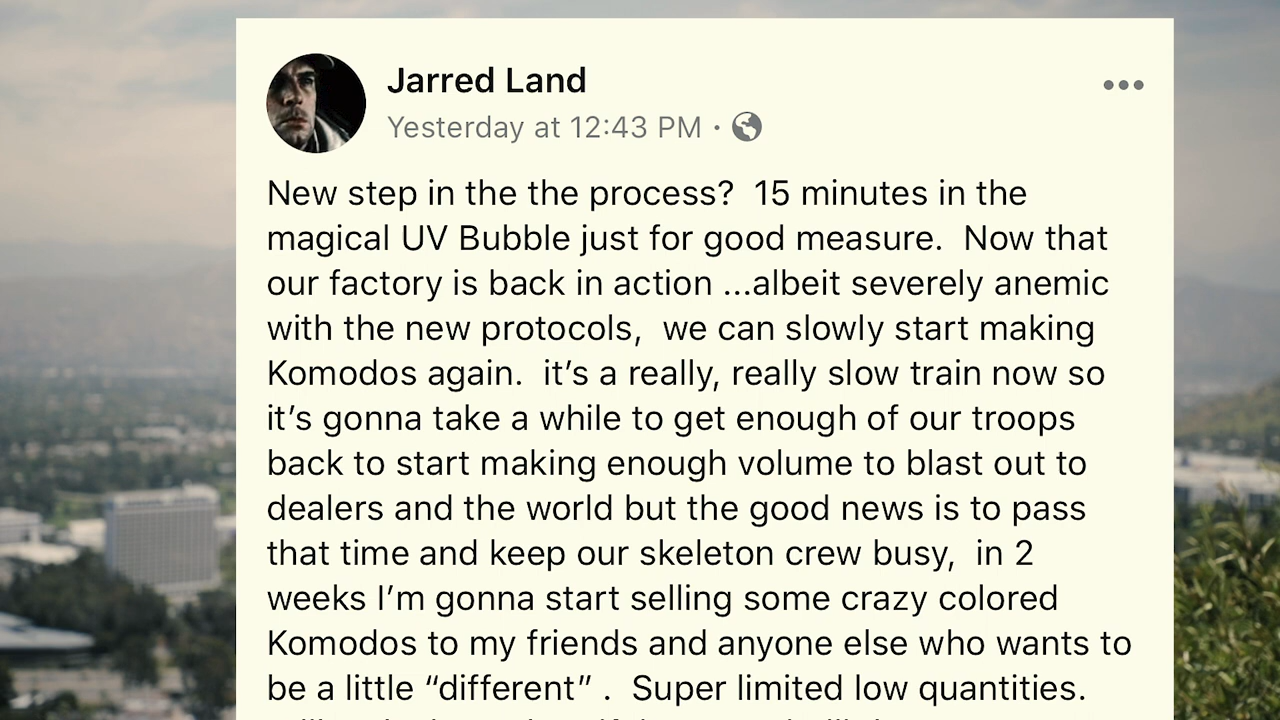 Jarred Land
Yesterday at 12:43 PM ·
New step in the the process?  15 minutes in the
magical UV Bubble just for good measure.  Now that
our factory is back in action ...albeit severely anemic
with the new protocols,  we can slowly start making
Komodos again.  it’s a really, really slow train now so
it’s gonna take a while to get enough of our troops
back to start making enough volume to blast out to
dealers and the world but the good news is to pass
that time and keep our skeleton crew busy,  in 2
weeks I’m gonna start selling some crazy colored
Komodos to my friends and anyone else who wants to
be a little “different” .  Super limited low quantities.